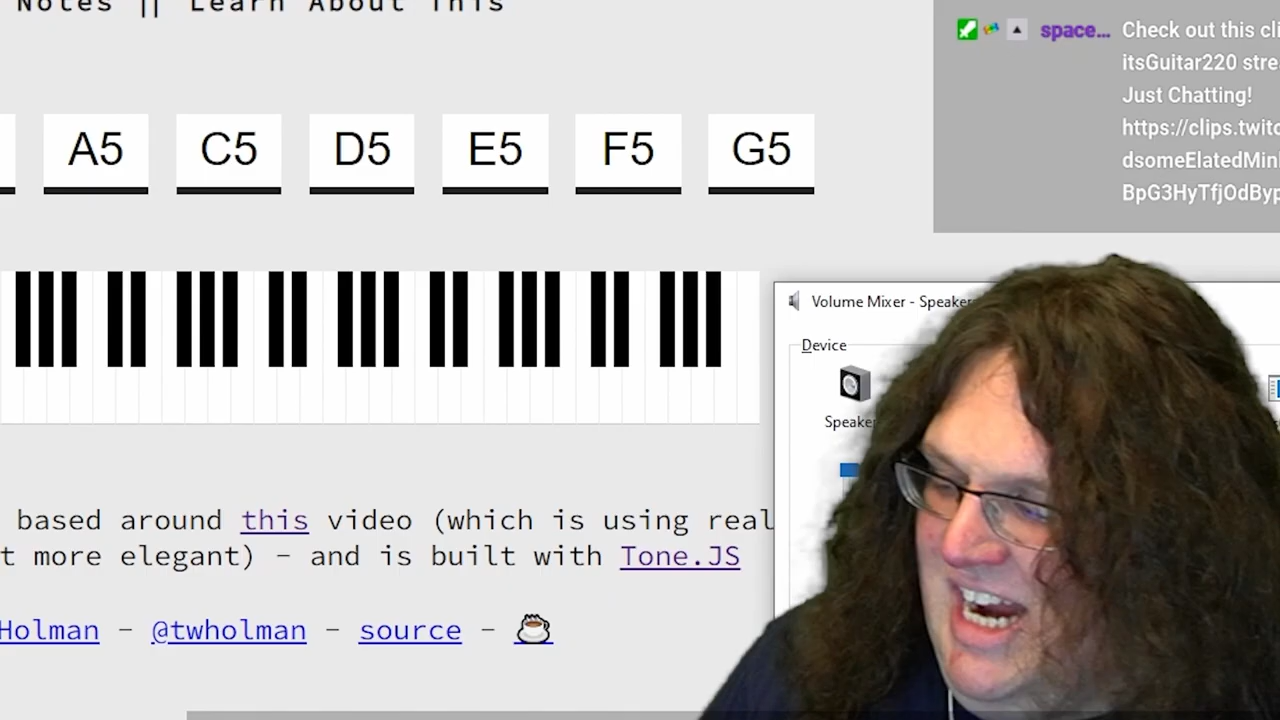 Notes || Learn About This
A5 C5 D5 E5 F5 G5
space... Check out this cli
itsGuitar220 strea
Just Chatting!
https://clips.twitc
dsomeElatedMin
BpG3HyTfjOdByp
Volume Mixer - Speaker
Device
Speaker
based around this video (which is using real
t more elegant) - and is built with Tone.JS
Holman - @twholman - source -